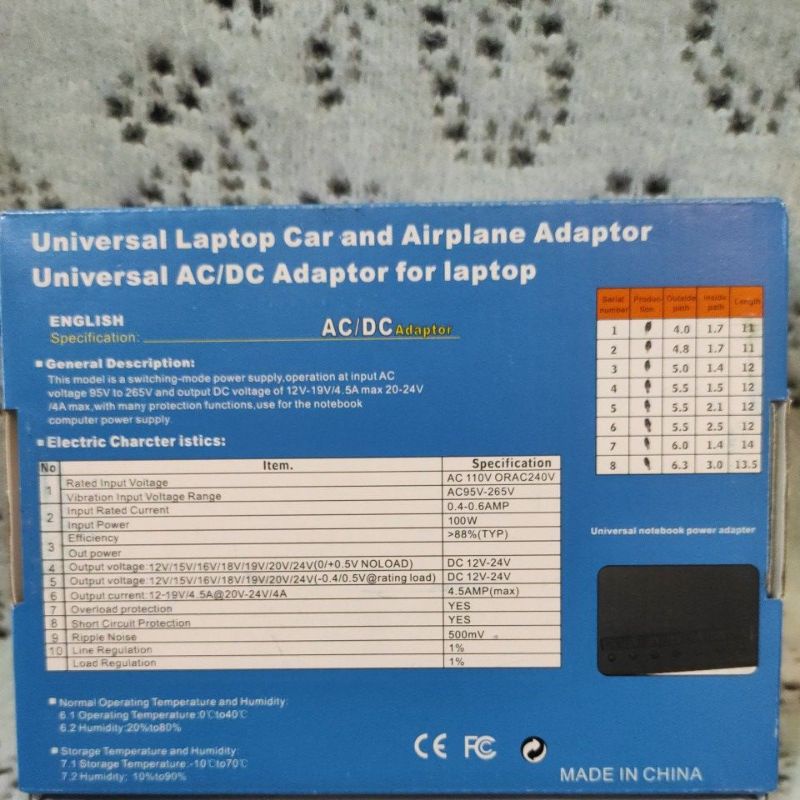 Universal Laptop Car and Airplane Adaptor
Universal AC/DC Adaptor for laptop
ENGLISH
Specification: AC/DC Adaptor
General Description:
This model is a switching-mode power supply,operation at input AC
voltage 95V to 265V and output DC voltage of 12V-19V/4.5A max 20-24V
/4A max,with many protection functions,use for the notebook
computer power supply
Electric Charcter istics:
No Item. Specification
1 Rated Input Voitage AC 110V ORAC240V
Vibration Input Voltage Range AC95V-265V
2 Input Rated Current 0.4-0.6AMP
Input Power 100W
3 Efficiency >88%(TYP)
Out power
4 Output voltage:12V/15V/16V/18V/19V/20V/24V(0/+0.5V NOLOAD) DC 12V-24V
5 Output voltage:12V/15V/16V/18V/19V/20V/24V(-0.4/0.5V@rating load) DC 12V-24V
6 Output current:12-19V/4.5A@20V-24V/4A 4.5AMP(max)
7 Overload protection YES
8 Short Circuit Protection YES
9 Ripple Noise 500mV
10 Line Regulation 1%
Load Regulation 1%
Normal Operating Temperature and Humidity:
6.1 Operating Temperature:0℃to40℃
6.2 Humidity:20%to80%
Storage Temperature and Humidity:
7.1 Storage Temperature:-10℃to70℃
7.2 Humidity: 10%to90%
Serial number Produc-tion Outside path Inside path Length
1 4.0 1.7 11
2 4.8 1.7 11
3 5.0 1.4 12
4 5.5 1.5 12
5 5.5 2.1 12
6 5.5 2.5 12
7 6.0 1.4 14
8 6.3 3.0 13.5
Universal notebook power adapter
CE FC
MADE IN CHINA